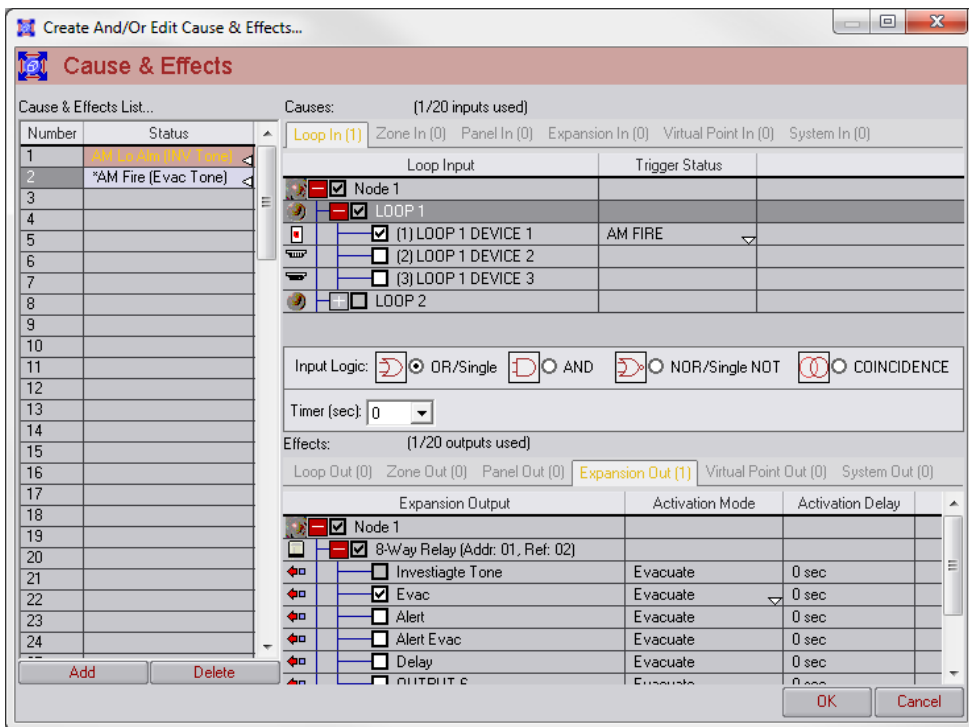 Create And/Or Edit Cause & Effects...
Cause & Effects
Cause & Effects List...
Number Status
1 AM Lo Alm (INV Tone)
2 *AM Fire (Evac Tone)
3
4
5
6
7
8
9
10
11
12
13
14
15
16
17
18
19
20
21
22
23
24
Add Delete
Causes: (1/20 inputs used)
Loop In (1) Zone In (0) Panel In (0) Expansion In (0) Virtual Point In (0) System In (0)
Loop Input Trigger Status
Node 1
LOOP 1
(1) LOOP 1 DEVICE 1 AM FIRE
(2) LOOP 1 DEVICE 2
(3) LOOP 1 DEVICE 3
LOOP 2
Input Logic: OR/Single AND NOR/Single NOT COINCIDENCE
Timer (sec): 0
Effects: (1/20 outputs used)
Loop Out (0) Zone Out (0) Panel Out (0) Expansion Out (1) Virtual Point Out (0) System Out (0)
Expansion Output Activation Mode Activation Delay
Node 1
8-Way Relay (Addr: 01, Ref: 02)
Investiagte Tone Evacuate 0 sec
Evac Evacuate 0 sec
Alert Evacuate 0 sec
Alert Evac Evacuate 0 sec
Delay Evacuate 0 sec
OUTPUT 6 Evacuate 0 sec
OK Cancel